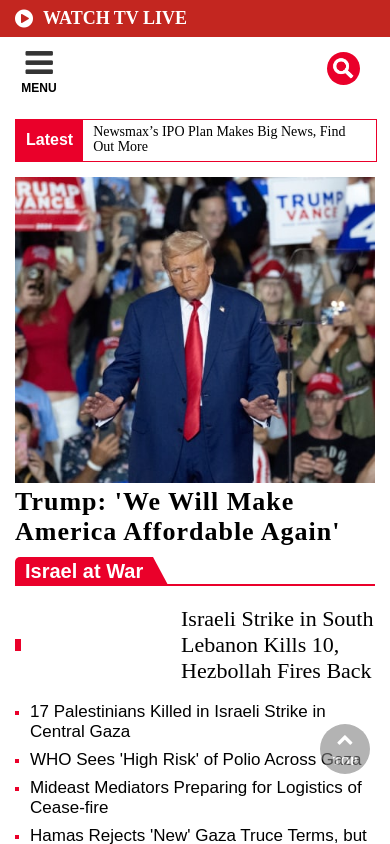 WATCH TV LIVE
MENU
Latest
Newsmax’s IPO Plan Makes Big News, Find
Out More
TRUMP
VANCE
TRUMP
VANCE
4
Trump: 'We Will Make
America Affordable Again'
Israel at War
Israeli Strike in South
Lebanon Kills 10,
Hezbollah Fires Back
17 Palestinians Killed in Israeli Strike in
Central Gaza
WHO Sees 'High Risk' of Polio Across Gaza
Mideast Mediators Preparing for Logistics of
Cease-fire
Hamas Rejects 'New' Gaza Truce Terms, but